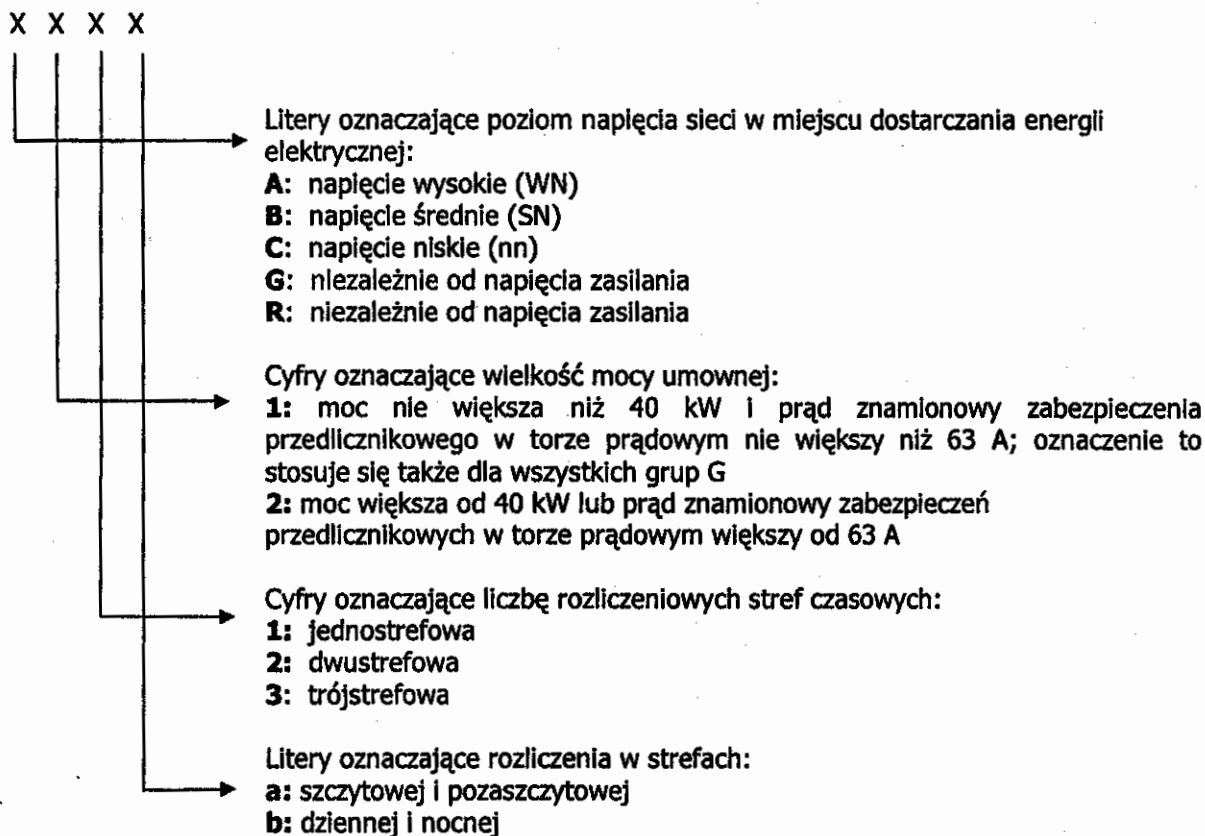 X X X X
Litery oznaczające poziom napięcia sieci w miejscu dostarczania energii
elektrycznej:
A: napięcie wysokie (WN)
B: napięcie średnie (SN)
C: napięcie niskie (nn)
G: niezależnie od napięcia zasilania
R: niezależnie od napięcia zasilania
Cyfry oznaczające wielkość mocy umownej:
1: moc nie większa niż 40 kW i prąd znamionowy zabezpieczenia
przedlicznikowego w torze prądowym nie większy niż 63 A; oznaczenie to
stosuje się także dla wszystkich grup G
2: moc większa od 40 kW lub prąd znamionowy zabezpieczeń
przedlicznikowych w torze prądowym większy od 63 A
Cyfry oznaczające liczbę rozliczeniowych stref czasowych:
1: jednostrefowa
2: dwustrefowa
3: trójstrefowa
Litery oznaczające rozliczenia w strefach:
a: szczytowej i pozaszczytowej
b: dziennej i nocnej